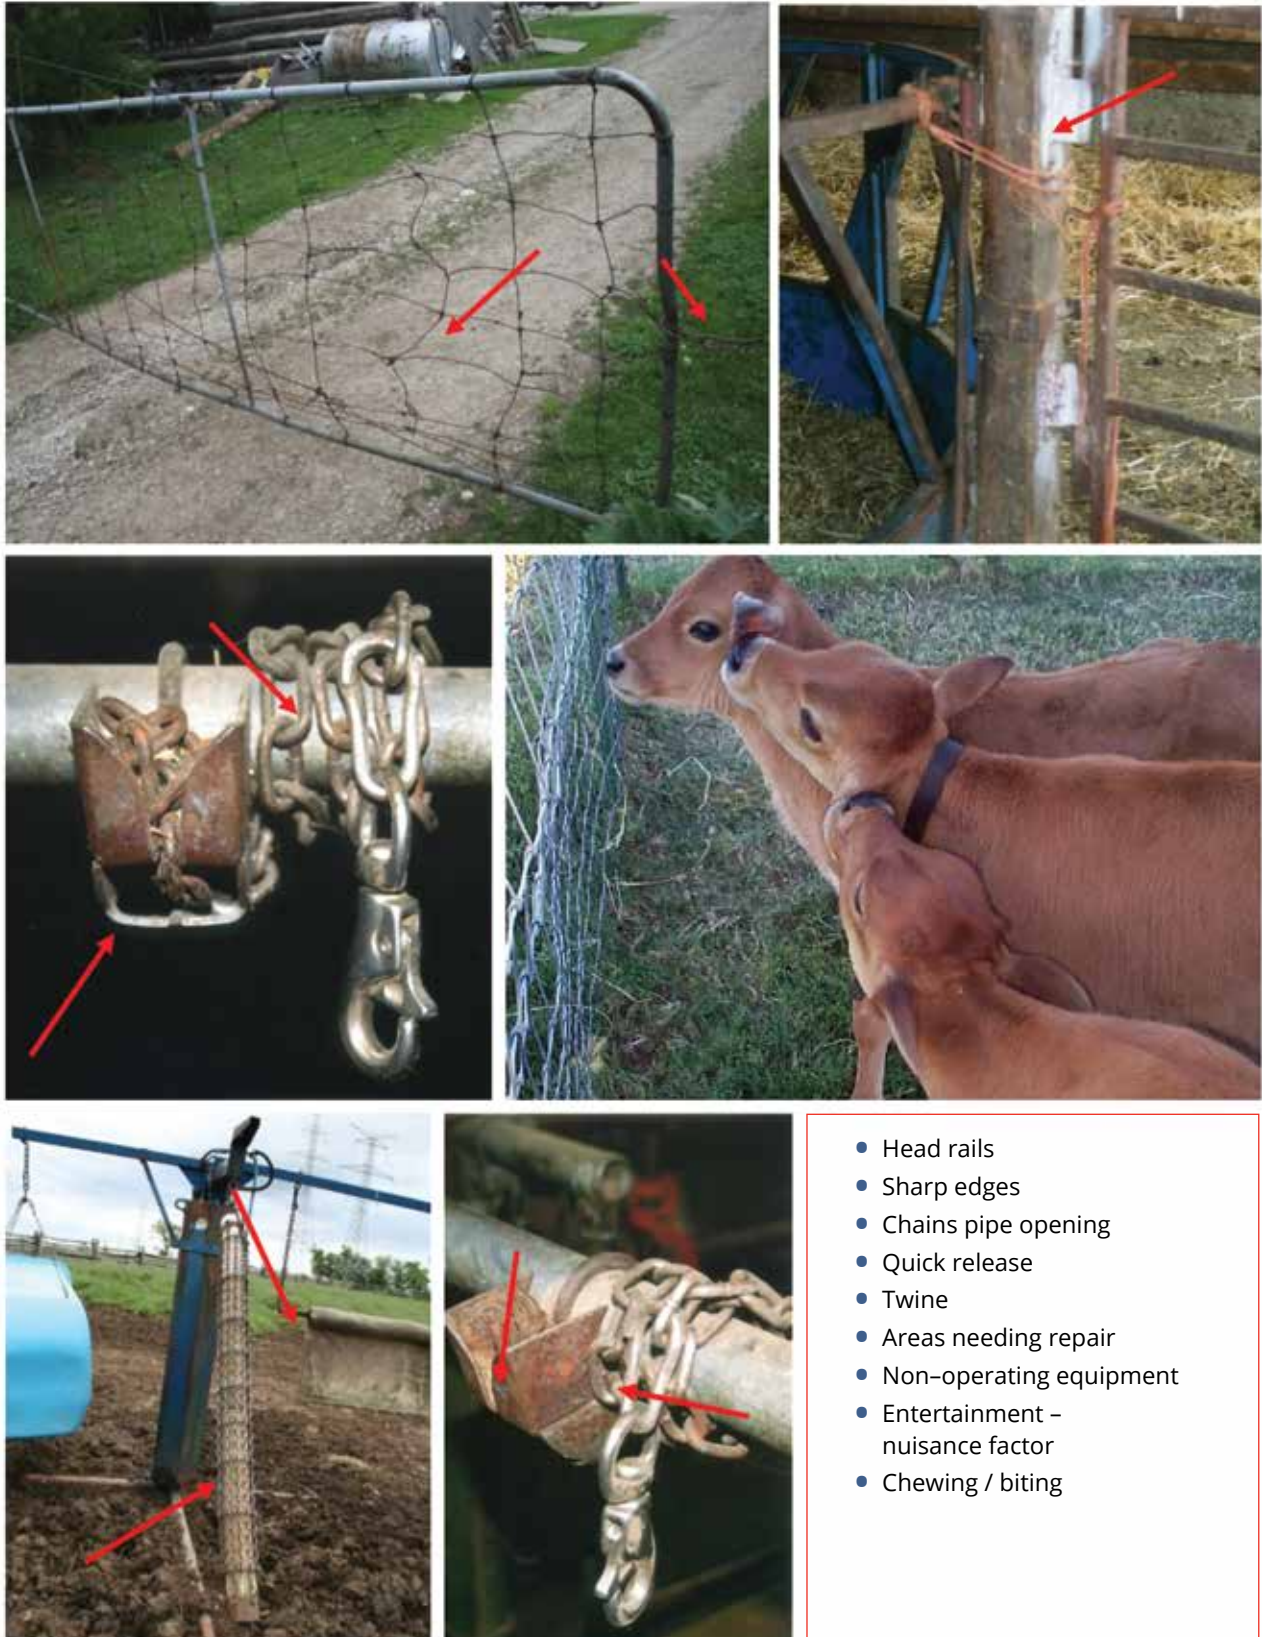 Head rails
Sharp edges
Chains pipe opening
Quick release
Twine
Areas needing repair
Non–operating equipment
Entertainment –
nuisance factor
Chewing / biting